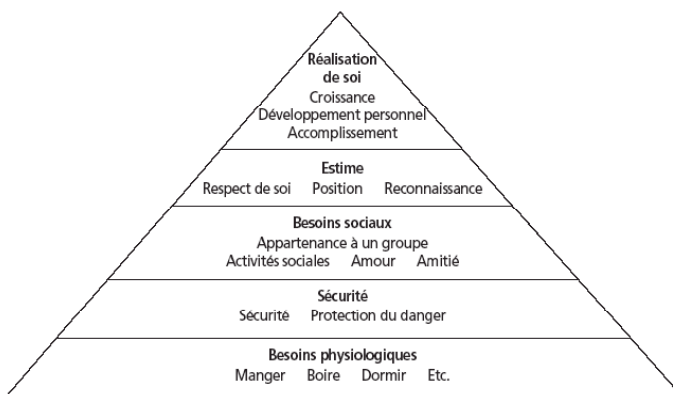 Réalisation
de soi
Croissance
Développement personnel
Accomplissement
Estime
Respect de soi Position Reconnaissance
Besoins sociaux
Appartenance à un groupe
Activités sociales Amour Amitié
Sécurité
Sécurité Protection du danger
Besoins physiologiques
Manger Boire Dormir Etc.